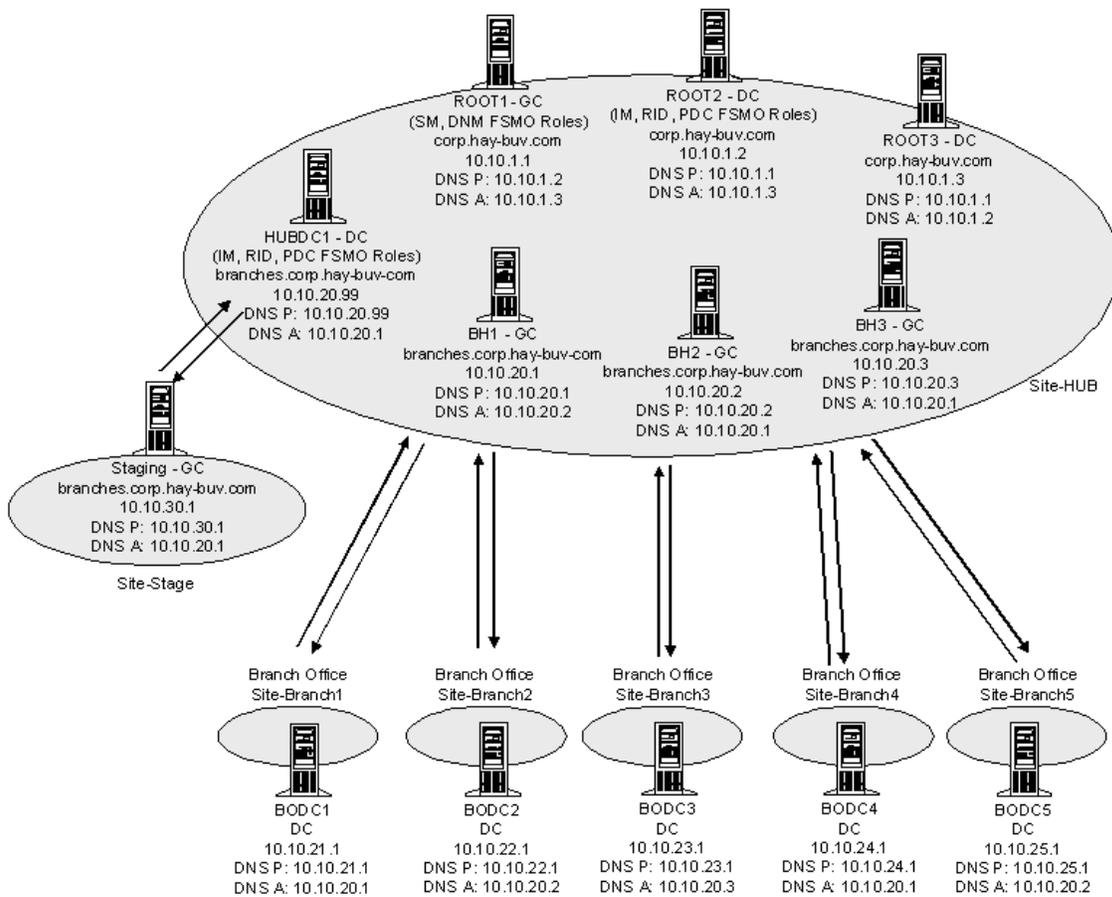 ROOT1 - GC
(SM, DNM FSMO Roles)
corp.hay-buv.com
10.10.1.1
DNS P: 10.10.1.2
DNS A: 10.10.1.3
ROOT2 - DC
(IM, RID, PDC FSMO Roles)
corp.hay-buv.com
10.10.1.2
DNS P: 10.10.1.1
DNS A: 10.10.1.3
ROOT3 - DC
corp.hay-buv.com
10.10.1.3
DNS P: 10.10.1.1
DNS A: 10.10.1.2
HUBDC1 - DC
(IM, RID, PDC FSMO Roles)
branches.corp.hay-buv-com
10.10.20.99
DNS P: 10.10.20.99
DNS A: 10.10.20.1
BH1 - GC
branches.corp.hay-buv-com
10.10.20.1
DNS P: 10.10.20.1
DNS A: 10.10.20.2
BH2 - GC
branches.corp.hay-buv-com
10.10.20.2
DNS P: 10.10.20.2
DNS A: 10.10.20.1
BH3 - GC
branches.corp.hay-buv-com
10.10.20.3
DNS P: 10.10.20.3
DNS A: 10.10.20.1
Site-HUB
Staging - GC
branches.corp.hay-buv.com
10.10.30.1
DNS P: 10.10.30.1
DNS A: 10.10.20.1
Site-Stage
Branch Office
Site-Branch1
Branch Office
Site-Branch2
Branch Office
Site-Branch3
Branch Office
Site-Branch4
Branch Office
Site-Branch5
BODC1
DC
10.10.21.1
DNS P: 10.10.21.1
DNS A: 10.10.20.1
BODC2
DC
10.10.22.1
DNS P: 10.10.22.1
DNS A: 10.10.20.2
BODC3
DC
10.10.23.1
DNS P: 10.10.23.1
DNS A: 10.10.20.3
BODC4
DC
10.10.24.1
DNS P: 10.10.24.1
DNS A: 10.10.20.1
BODC5
DC
10.10.25.1
DNS P: 10.10.25.1
DNS A: 10.10.20.2